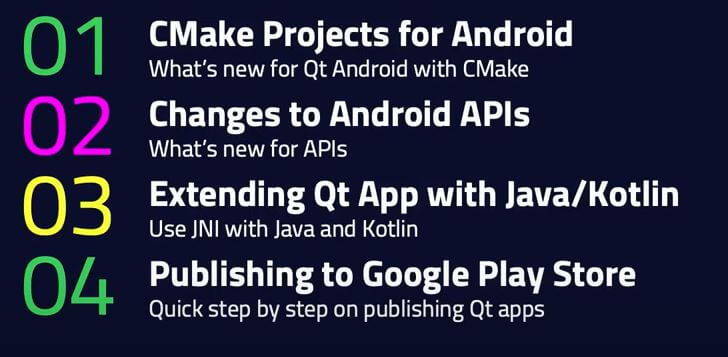 01 CMake Projects for Android
What's new for Qt Android with CMake
02 Changes to Android APIs
What's new for APIs
03 Extending Qt App with Java/Kotlin
Use JNI with Java and Kotlin
04 Publishing to Google Play Store
Quick step by step on publishing Qt apps